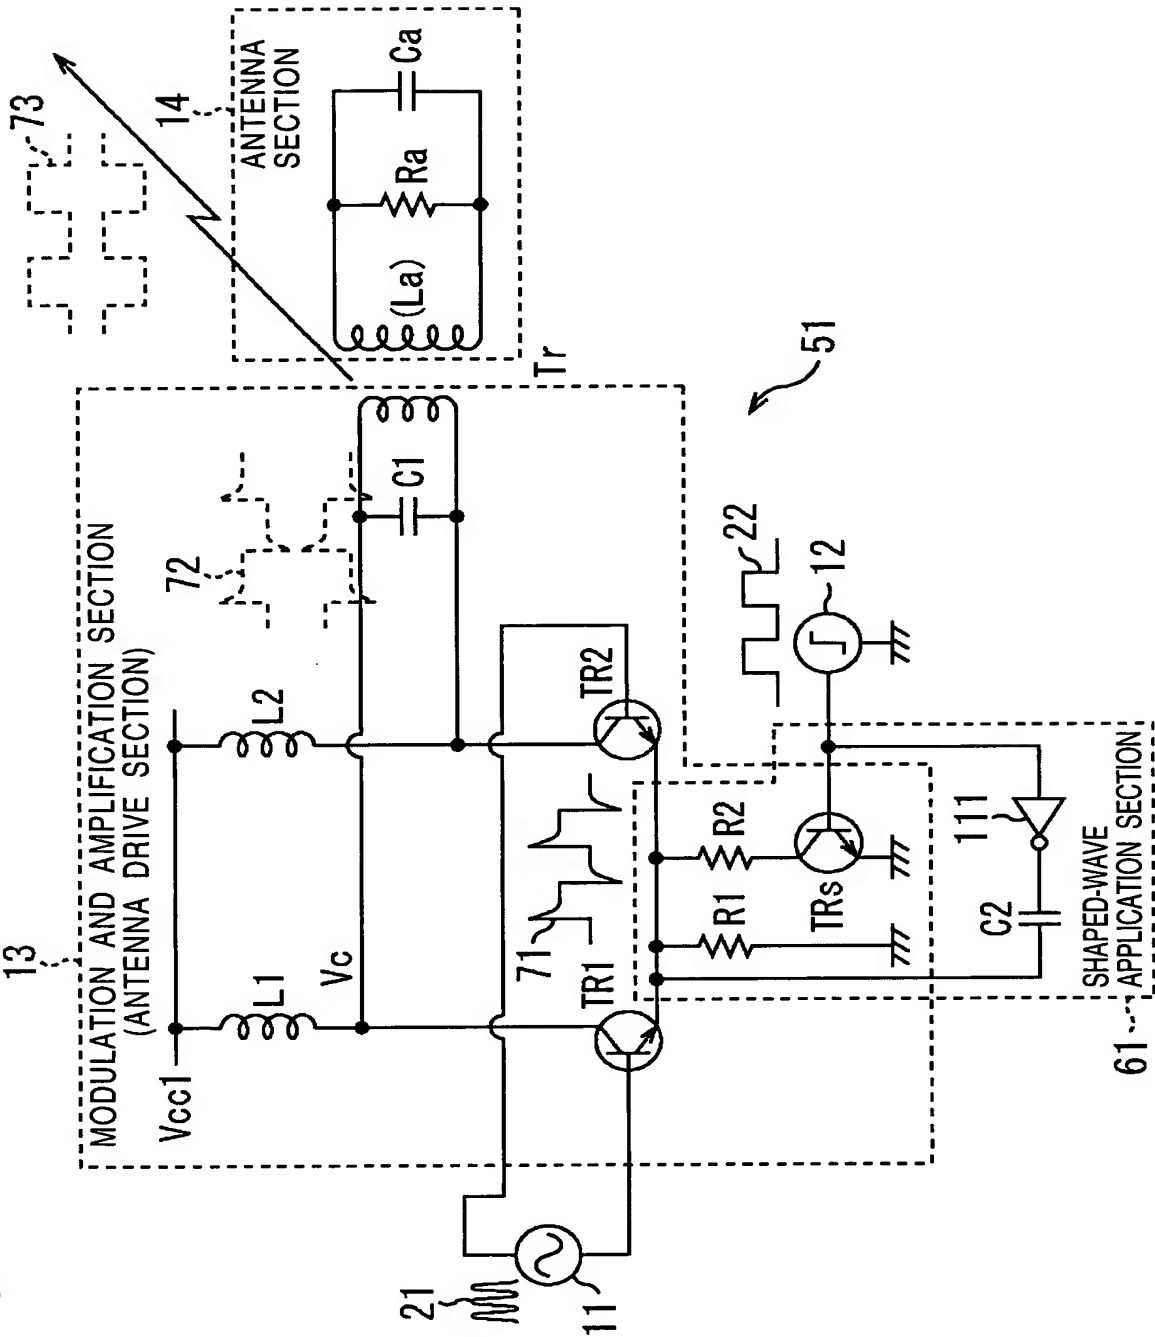 13
MODULATION AND AMPLIFICATION SECTION
(ANTENNA DRIVE SECTION)
Vcc1
L1
L2
Vc
72
C1
Tr
73
14
ANTENNA
SECTION
(La)
Ra
Ca
21
11
TR1
71
TR2
R1
R2
TRs
22
12
51
C2
111
61
SHAPED-WAVE
APPLICATION SECTION